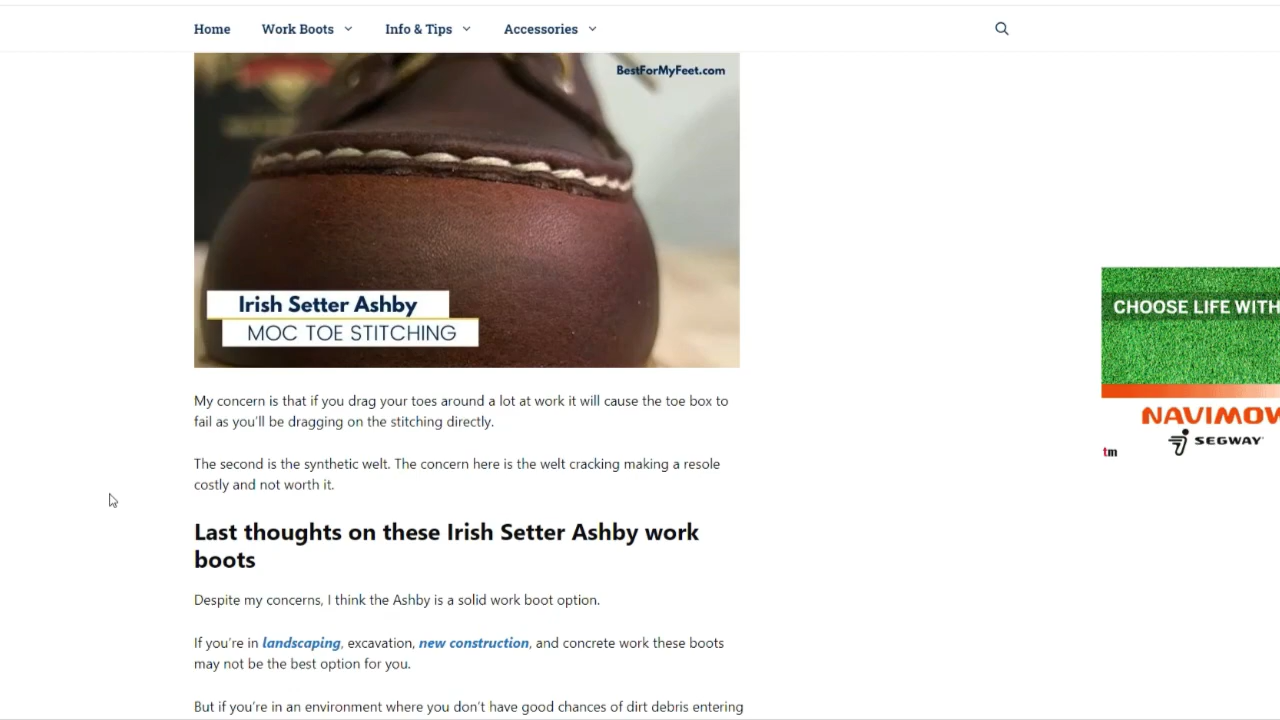 Home Work Boots Info & Tips Accessories
BestForMyFeet.com
Irish Setter Ashby
MOC TOE STITCHING
CHOOSE LIFE WITH
NAVIMOW
SEGWAY
tm
My concern is that if you drag your toes around a lot at work it will cause the toe box to
fail as you'll be dragging on the stitching directly.
The second is the synthetic welt. The concern here is the welt cracking making a resole
costly and not worth it.
Last thoughts on these Irish Setter Ashby work
boots
Despite my concerns, I think the Ashby is a solid work boot option.
If you're in landscaping, excavation, new construction, and concrete work these boots
may not be the best option for you.
But if you're in an environment where you don't have good chances of dirt debris entering